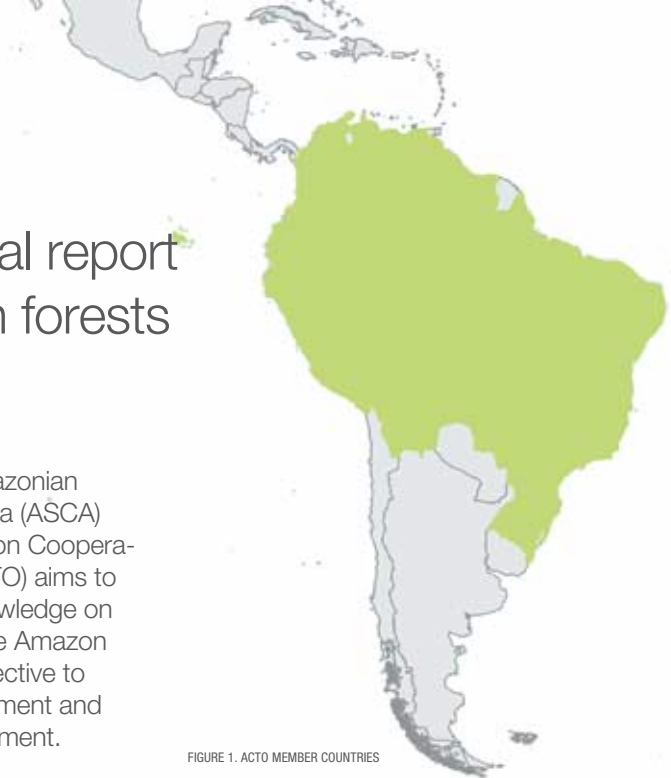 al report
n forests
azonian
a (ASCA)
on Coopera-
TO) aims to
wledge on
e Amazon
ective to
ment and
ment.
FIGURE 1. ACTO MEMBER COUNTRIES